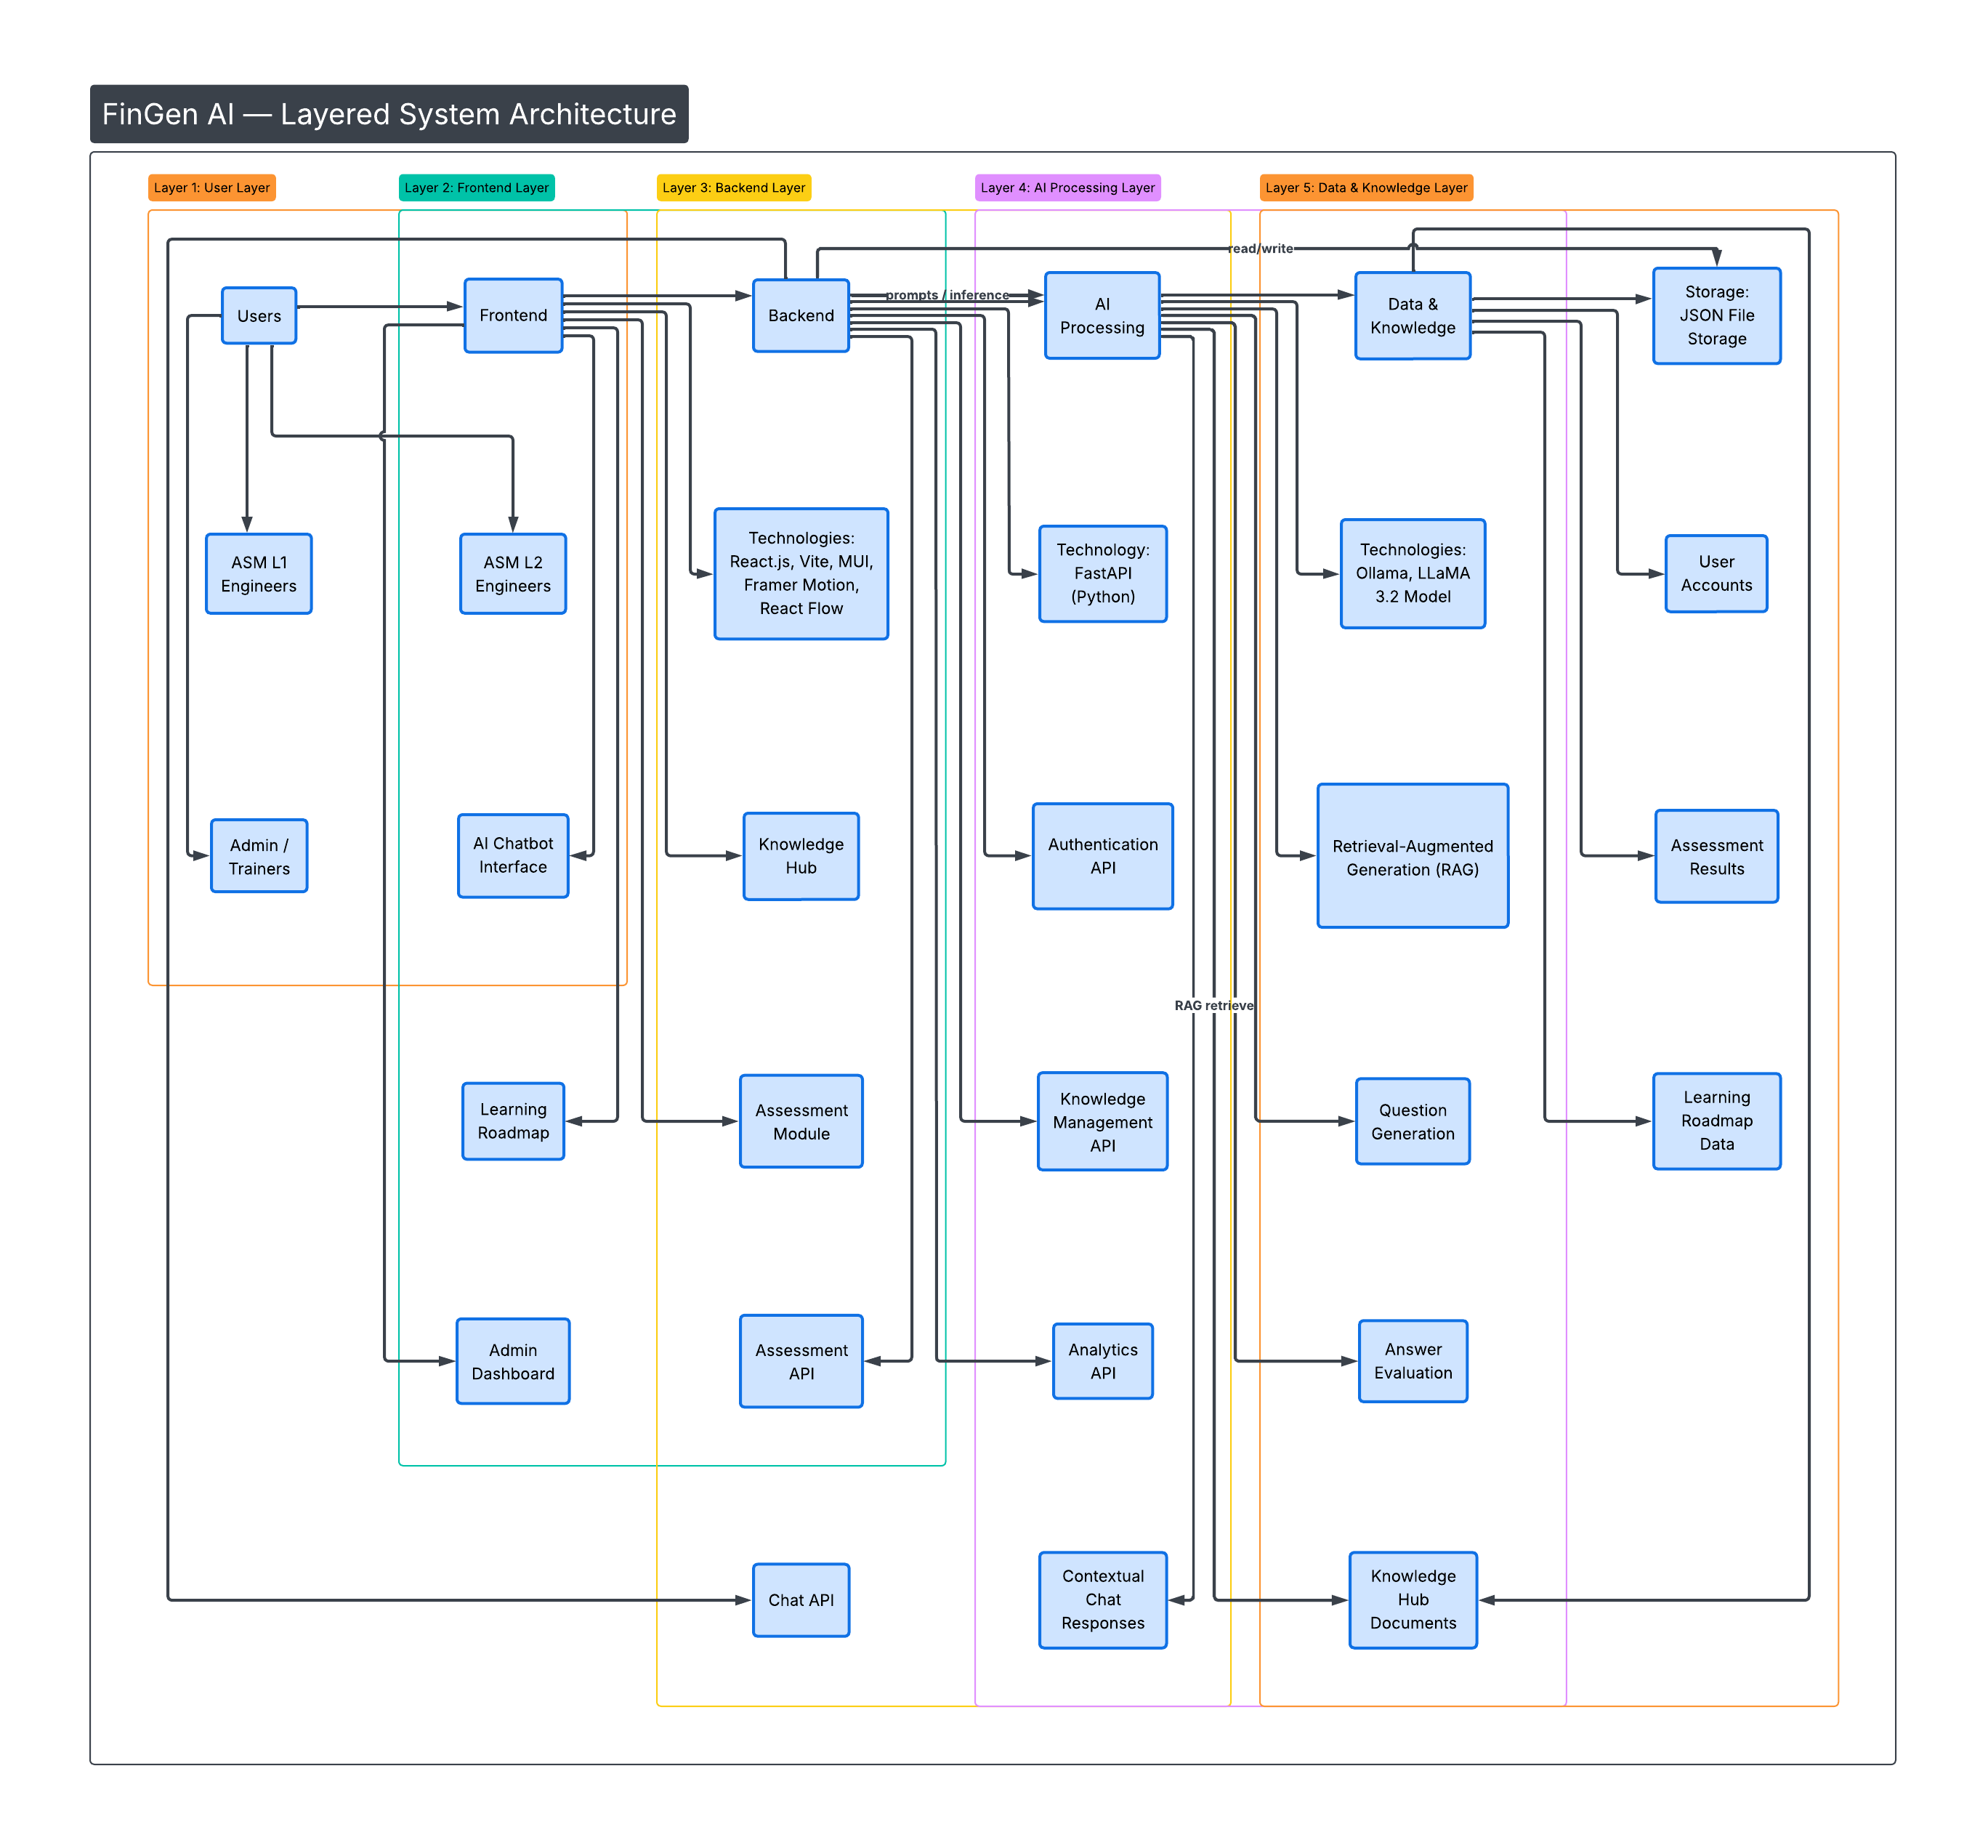 FinGen AI — Layered System Architecture
Layer 1: User Layer
Layer 2: Frontend Layer
Layer 3: Backend Layer
Layer 4: AI Processing Layer
Layer 5: Data & Knowledge Layer
read/write
Users
Frontend
Backend
prompts / inference
AI
Processing
Data &
Knowledge
Storage:
JSON File
Storage
ASM L1
Engineers
ASM L2
Engineers
Technologies:
React.js, Vite, MUI,
Framer Motion,
React Flow
Technology:
FastAPI
(Python)
Technologies:
Ollama, LLaMA
3.2 Model
User
Accounts
Admin /
Trainers
AI Chatbot
Interface
Knowledge
Hub
Authentication
API
Retrieval-Augmented
Generation (RAG)
Assessment
Results
RAG retrieve
Learning
Roadmap
Assessment
Module
Knowledge
Management
API
Question
Generation
Learning
Roadmap
Data
Admin
Dashboard
Assessment
API
Analytics
API
Answer
Evaluation
Chat API
Contextual
Chat
Responses
Knowledge
Hub
Documents